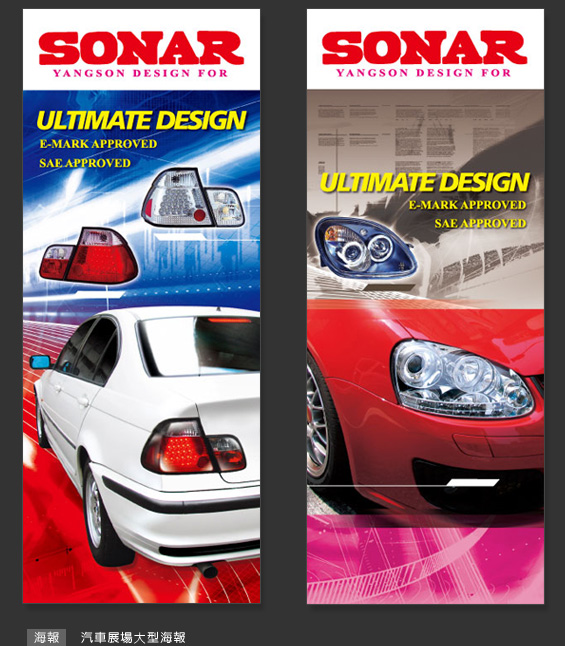 SONAR
YANGSON DESIGN FOR
ULTIMATE DESIGN
E-MARK APPROVED
SAE APPROVED
SONAR
YANGSON DESIGN FOR
ULTIMATE DESIGN
E-MARK APPROVED
SAE APPROVED
海報 汽車展場大型海報